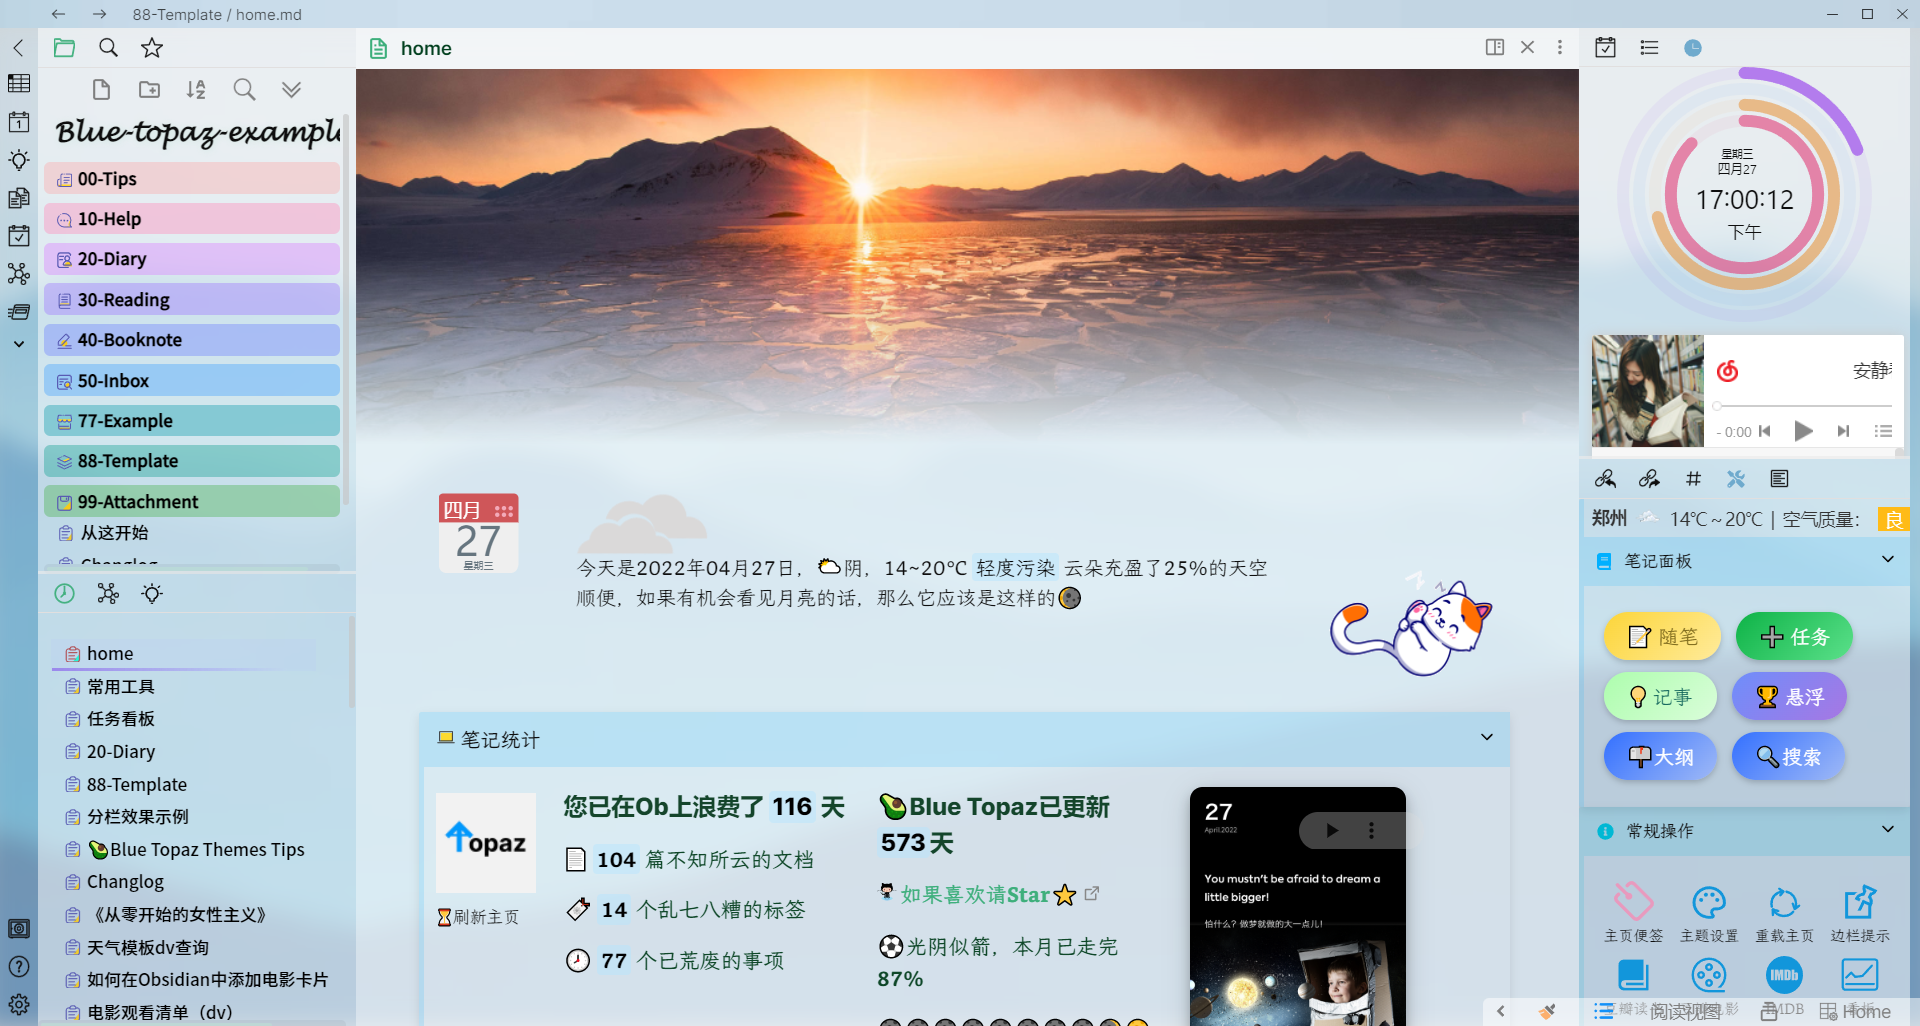 88-Template / home.md
home
Blue-topaz-example
00-Tips
10-Help
20-Diary
30-Reading
40-Booknote
50-Inbox
77-Example
88-Template
99-Attachment
从这开始
Changlog
home
常用工具
任务看板
20-Diary
88-Template
分栏效果示例
🥑Blue Topaz Themes Tips
Changlog
《从零开始的女性主义》
天气模板dv查询
如何在Obsidian中添加电影卡片
电影观看清单（dv）
四月
27
星期三
今天是2022年04月27日，🌥阴，14~20℃ 轻度污染 云朵充盈了25%的天空
顺便，如果有机会看见月亮的话，那么它应该是这样的🌘
💻 笔记统计
Topaz
⏳刷新主页
您已在Ob上浪费了 116 天
104 篇不知所云的文档
14 个乱七八糟的标签
77 个已荒废的事项
🥑Blue Topaz已更新
573 天
如果喜欢请Star⭐
⚽光阴似箭，本月已走完
87%
27
April.2022
You mustn't be afraid to dream a
little bigger!
怕什么？做梦就做的大一点儿！
星期三
四月27
17:00:12
下午
安静
- 0:00
郑州 14℃～20℃ | 空气质量： 良
笔记面板
📝 随笔
➕ 任务
💡 记事
🏆 悬浮
📫大纲
🔍搜索
常规操作
主页便签
主题设置
重载主页
边栏提示
IMDb
IMDB
阅读视图
Home